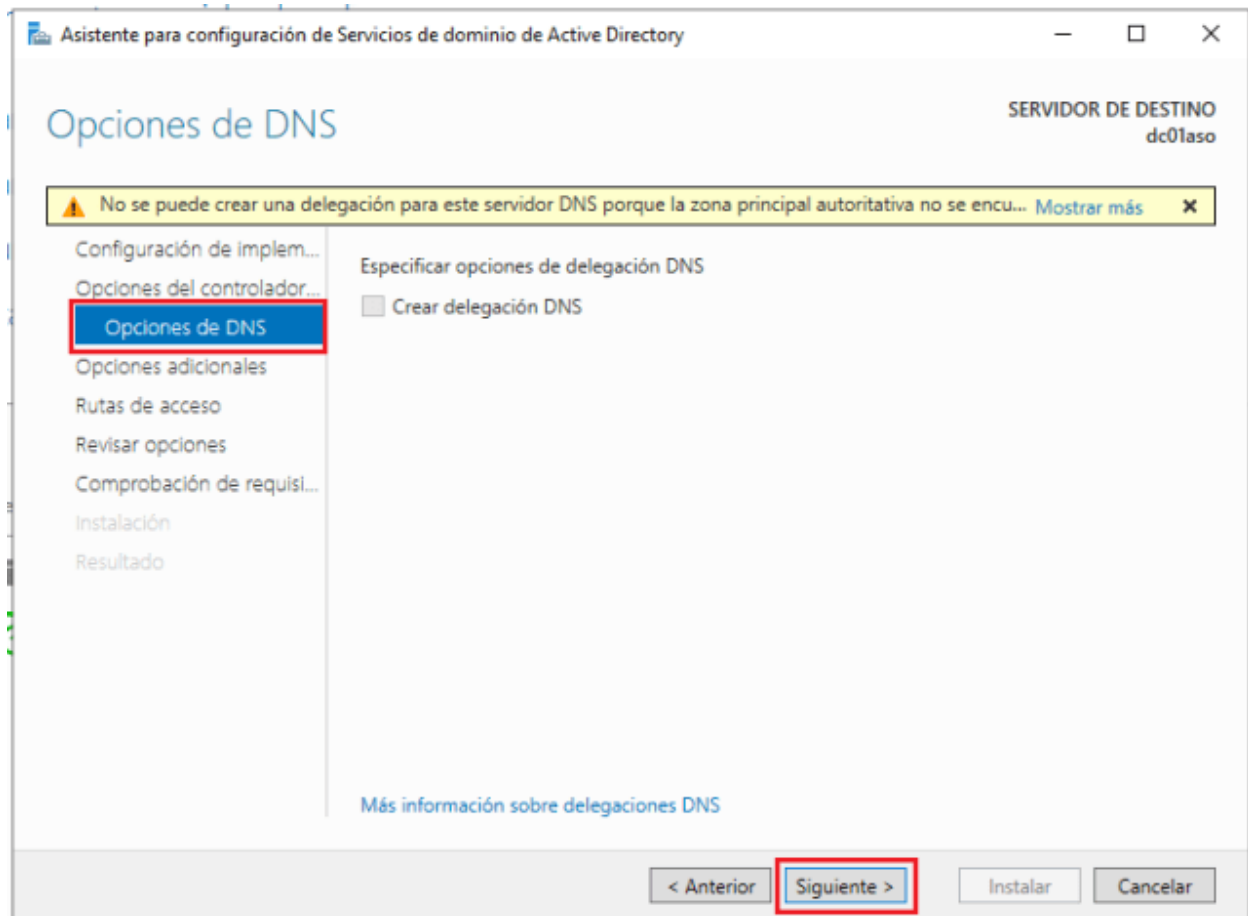 Asistente para configuración de Servicios de dominio de Active Directory
Opciones de DNS
SERVIDOR DE DESTINO
dc01aso
No se puede crear una delegación para este servidor DNS porque la zona principal autoritativa no se encu... Mostrar más
Configuración de implem...
Opciones del controlador...
Opciones de DNS
Opciones adicionales
Rutas de acceso
Revisar opciones
Comprobación de requisi...
Instalación
Resultado
Especificar opciones de delegación DNS
Crear delegación DNS
Más información sobre delegaciones DNS
< Anterior
Siguiente >
Instalar
Cancelar